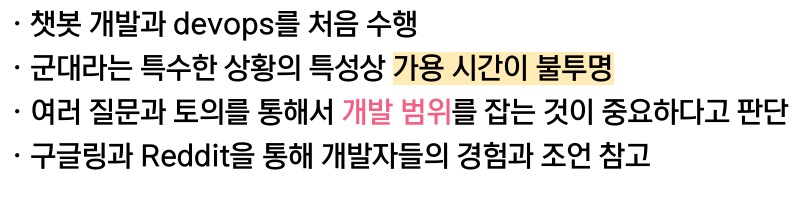 · 챗봇 개발과 devops를 처음 수행
· 군대라는 특수한 상황의 특성상 가용 시간이 불투명
· 여러 질문과 토의를 통해서 개발 범위를 잡는 것이 중요하다고 판단
· 구글링과 Reddit을 통해 개발자들의 경험과 조언 참고